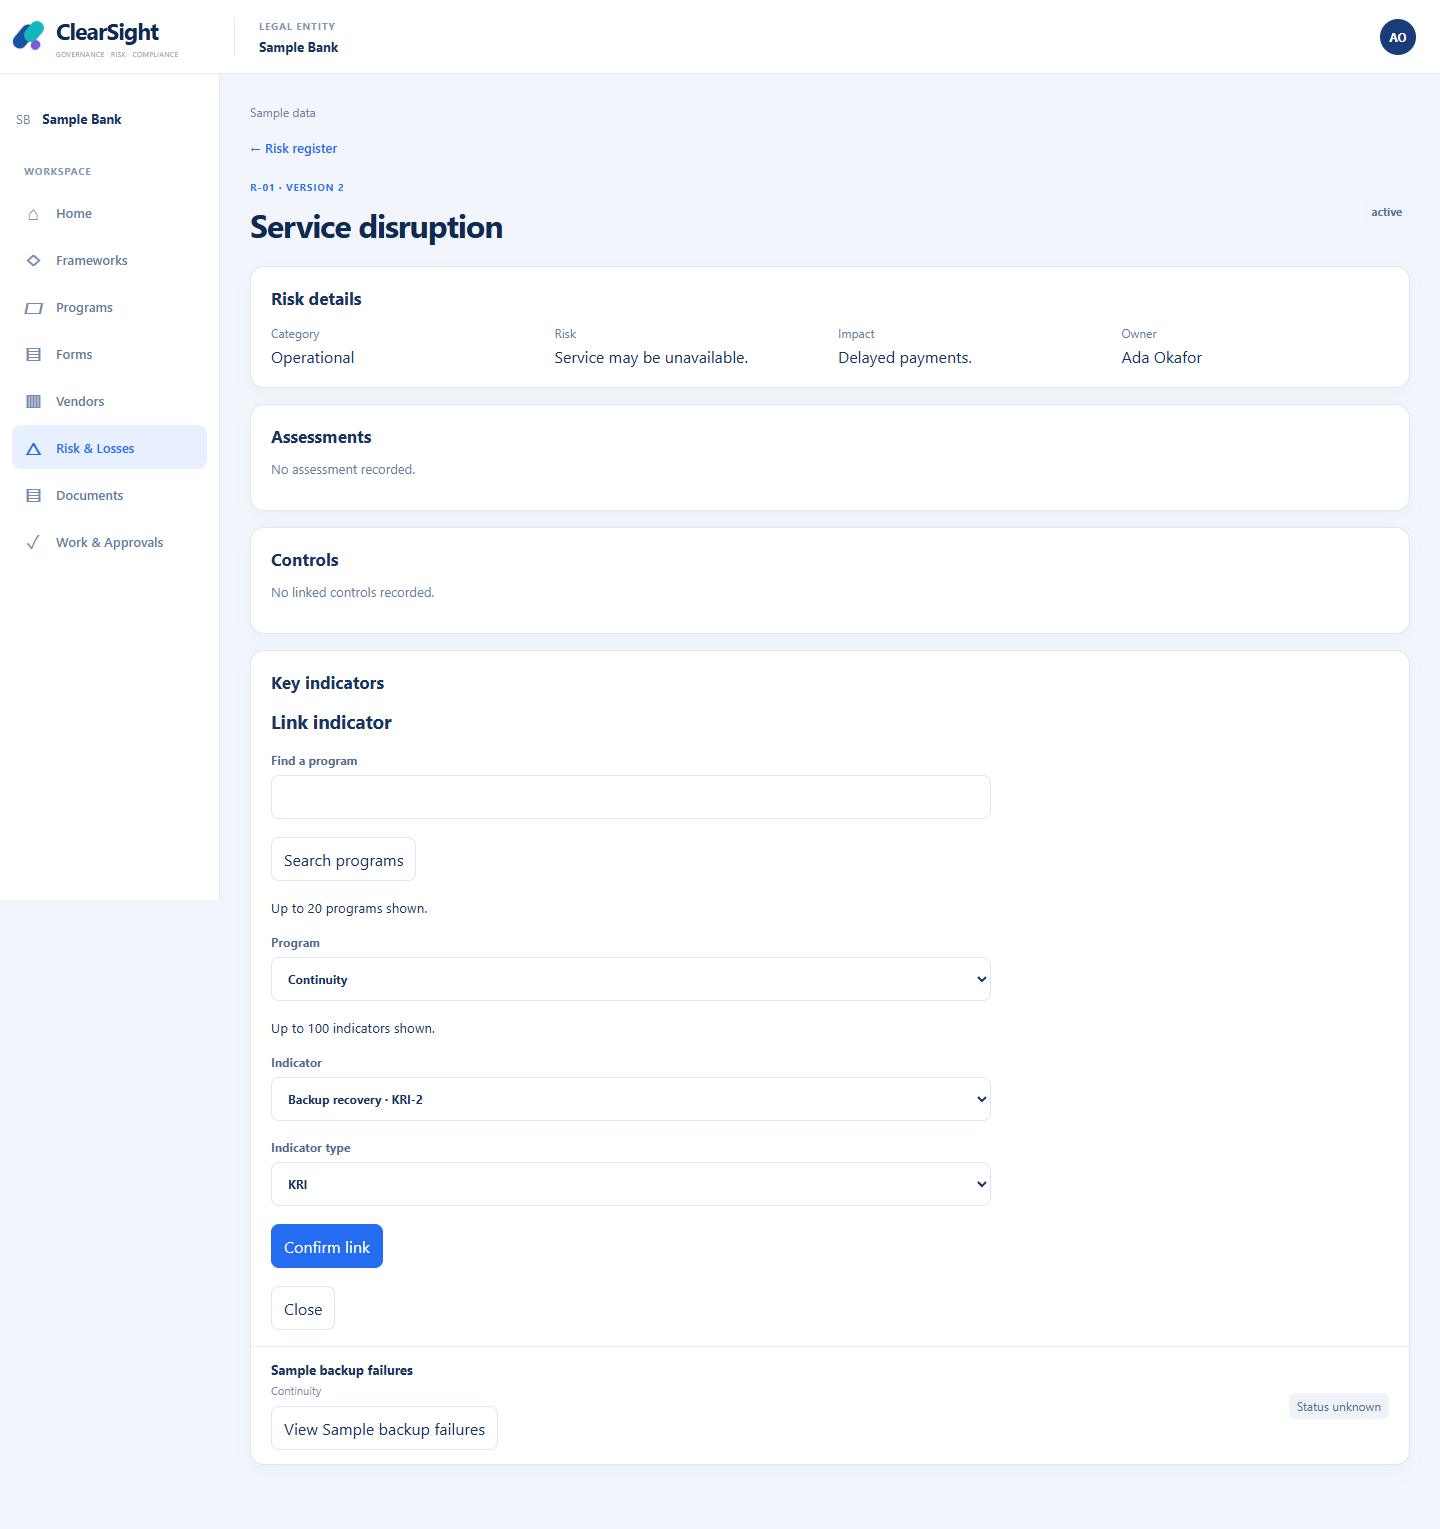 ClearSight
GOVERNANCE · RISK · COMPLIANCE
LEGAL ENTITY
Sample Bank
AO
SB Sample Bank
WORKSPACE
Home
Frameworks
Programs
Forms
Vendors
Risk & Losses
Documents
Work & Approvals
Sample data
← Risk register
R-01 · VERSION 2
Service disruption
active
Risk details
Category
Operational
Risk
Service may be unavailable.
Impact
Delayed payments.
Owner
Ada Okafor
Assessments
No assessment recorded.
Controls
No linked controls recorded.
Key indicators
Link indicator
Find a program
Search programs
Up to 20 programs shown.
Program
Continuity
Up to 100 indicators shown.
Indicator
Backup recovery · KRI-2
Indicator type
KRI
Confirm link
Close
Sample backup failures
Continuity
View Sample backup failures
Status unknown